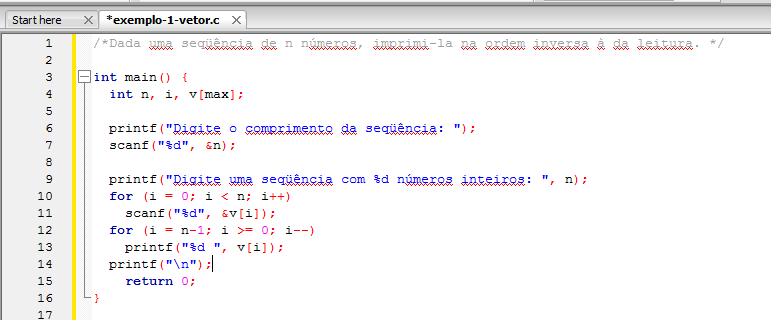 Start here
*exemplo-1-vetor.c
1 /*Dada uma seqüência de n números, imprimi-la na ordem inversa à da leitura. */
2
3 int main() {
4 int n, i, v[max];
5
6 printf("Digite o comprimento da seqüência: ");
7 scanf("%d", &n);
8
9 printf("Digite uma seqüência com %d números inteiros: ", n);
10 for (i = 0; i < n; i++)
11 scanf("%d", &v[i]);
12 for (i = n-1; i >= 0; i--)
13 printf("%d ", v[i]);
14 printf("\n");
15 return 0;
16 }
17